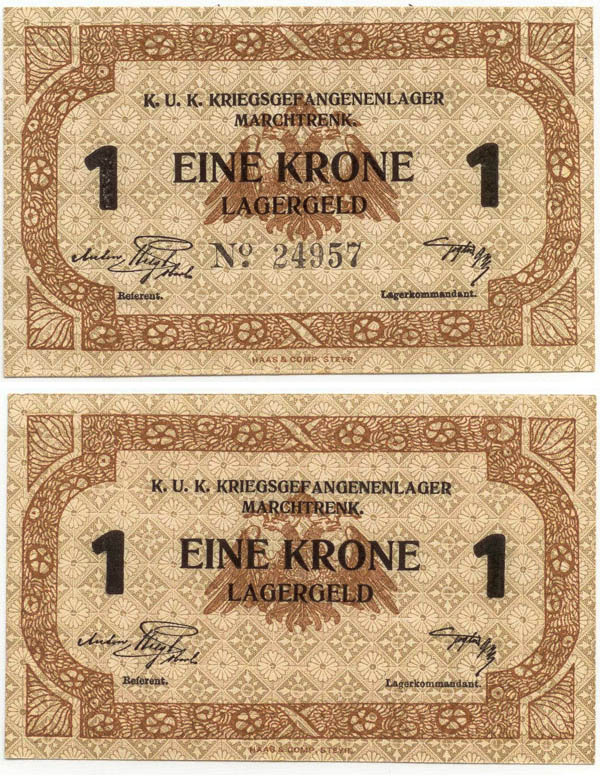 K. U. K. KRIEGSGEFANGENENLAGER
MARCHTRENK.
1 EINE KRONE 1
LAGERGELD
Nº 24957
Referent. Lagerkommandant.
HAAS & COMP. STEYR.
K. U. K. KRIEGSGEFANGENENLAGER
MARCHTRENK.
1 EINE KRONE 1
LAGERGELD
Referent. Lagerkommandant.
HAAS & COMP. STEYR.